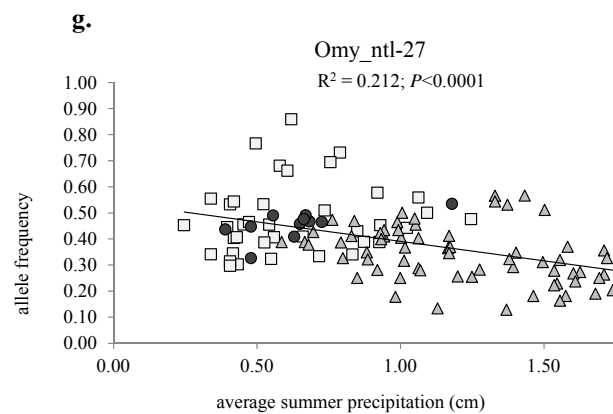 g.
Omy_ntl-27
R² = 0.212; P<0.0001
1.00
0.90
0.80
0.70
0.60
0.50
0.40
0.30
0.20
0.10
0.00
allele frequency
0.00 0.50 1.00 1.50
average summer precipitation (cm)